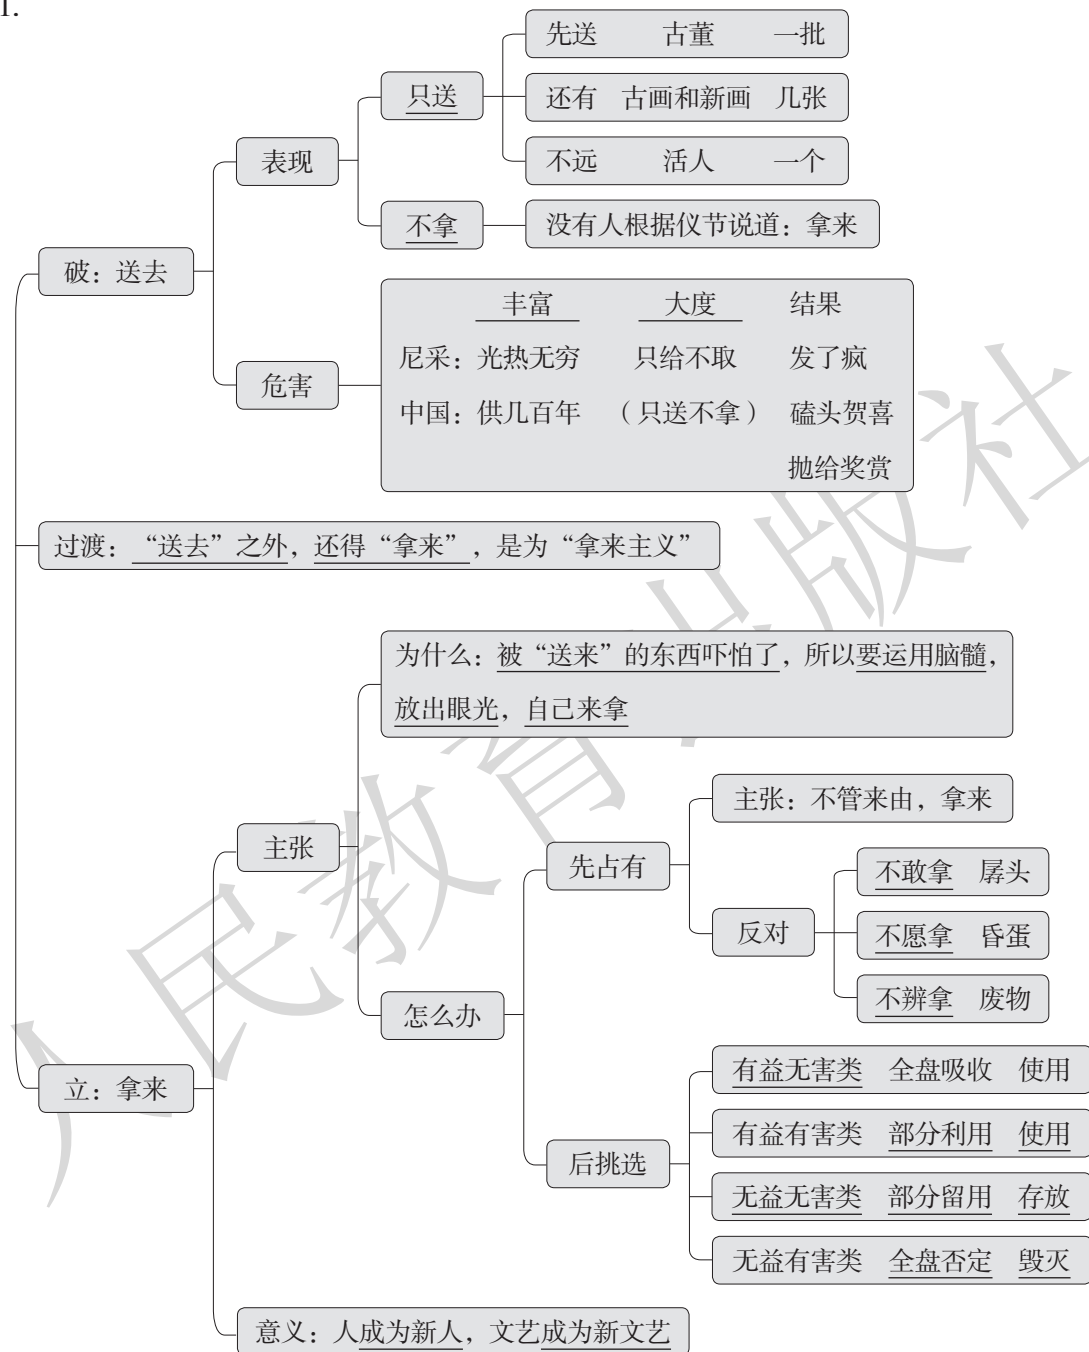 1.
先送 古董 一批
只送
还有 古画和新画 几张
表现
不远 活人 一个
不拿
没有人根据仪节说道：拿来
破：送去
丰富 大度 结果
尼采：光热无穷 只给不取 发了疯
危害
中国：供几百年 （只送不拿） 磕头贺喜
抛给奖赏
过渡：“送去”之外，还得“拿来”，是为“拿来主义”
为什么：被“送来”的东西吓怕了，所以要运用脑髓，
放出眼光，自己来拿
主张
主张：不管来由，拿来
先占有
不敢拿 孱头
反对
不愿拿 昏蛋
不辨拿 废物
怎么办
立：拿来
有益无害类 全盘吸收 使用
有益有害类 部分利用 使用
后挑选
无益无害类 部分留用 存放
无益有害类 全盘否定 毁灭
意义：人成为新人，文艺成为新文艺
人民教育出版社